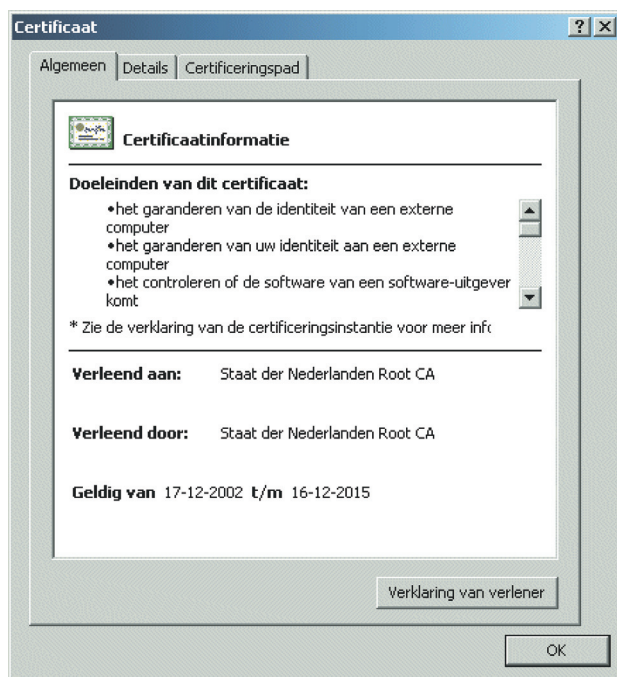 Certificaat
Algemeen Details Certificeringspad
Certificaatinformatie
Doeleinden van dit certificaat:
•het garanderen van de identiteit van een externe
computer
•het garanderen van uw identiteit aan een externe
computer
•het controleren of de software van een software-uitgever
komt
* Zie de verklaring van de certificeringsinstantie voor meer
Verleend aan: Staat der Nederlanden Root CA
Verleend door: Staat der Nederlanden Root CA
Geldig van 17-12-2002 t/m 16-12-2015
Verklaring van verlener
OK